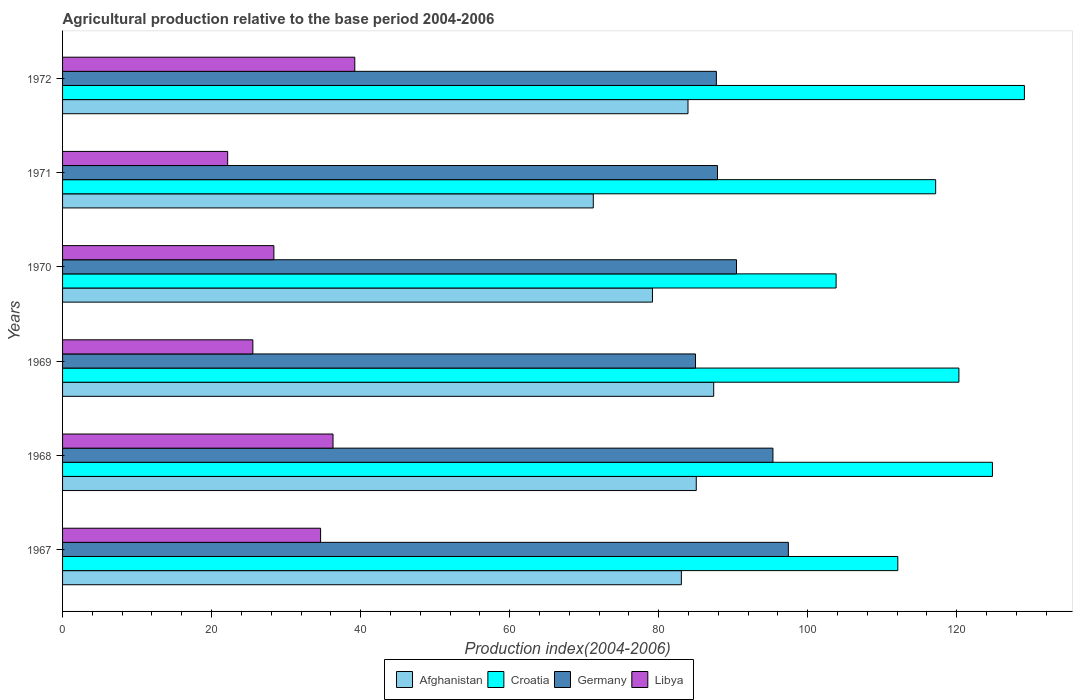 Agricultural production relative to the base period 2004-2006
1972
1971
1970
1969
1968
1967
Years
0
20
40
60
80
100
120
Production index(2004-2006)
Afghanistan
Croatia
Germany
Libya